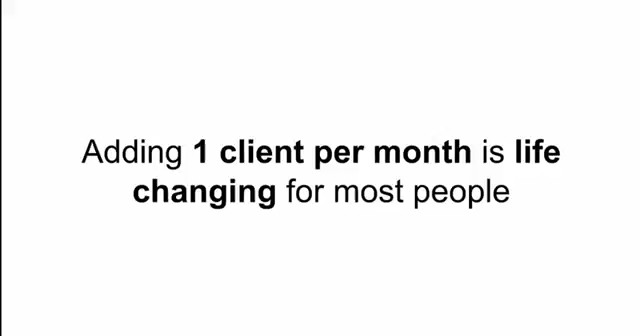 Adding 1 client per month is life
changing for most people